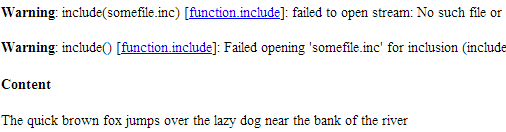 Warning: include(somefile.inc) [function.include]: failed to open stream: No such file or
Warning: include() [function.include]: Failed opening 'somefile.inc' for inclusion (include
Content
The quick brown fox jumps over the lazy dog near the bank of the river